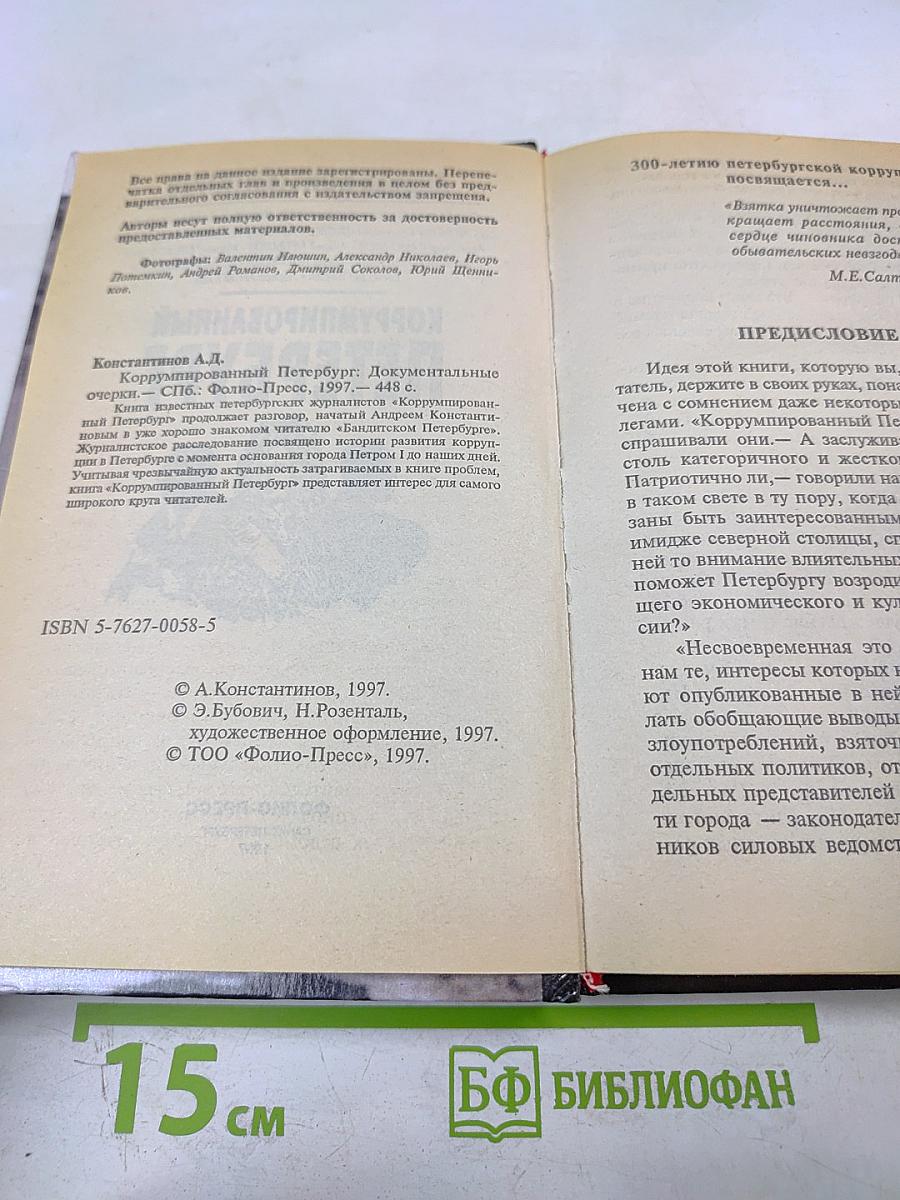 Все права на данное издание зарегистрированы. Перепе-
чатка отдельных глав и произведения в целом без пред-
варительного согласования с издательством запрещена.
Авторы несут полную ответственность за достоверность
предоставленных материалов.
Фотографы: Валентин Илюшин, Александр Николаев, Игорь
Потемкин, Андрей Романов, Дмитрий Соколов, Юрий Щенни-
ков.
Константинов А.Д.
Коррумпированный Петербург: Документальные
очерки.— СПб.: Фолио-Пресс, 1997.— 448 с.
Книга известных петербургских журналистов «Коррумпирован-
ный Петербург» продолжает разговор, начатый Андреем Константи-
новым в уже хорошо знакомом читателю «Бандитском Петербурге».
Журналистское расследование посвящено истории развития корруп-
ции в Петербурге с момента основания города Петром I до наших дней.
Учитывая чрезвычайную актуальность затрагиваемых в книге проблем,
книга «Коррумпированный Петербург» представляет интерес для самого
широкого круга читателей.
ISBN 5-7627-0058-5
© А.Константинов, 1997.
© Э.Бубович, Н.Розенталь,
художественное оформление, 1997.
© ТОО «Фолио-Пресс», 1997.
300-летию петербургской корруп
посвящается...
«Взятка уничтожает пре
кращает расстояния,
сердце чиновника дост
обывательских невзгод
М.Е.Салт
ПРЕДИСЛОВИЕ
Идея этой книги, которую вы,
татель, держите в своих руках, пона
чена с сомнением даже некоторы
легами. «Коррумпированный Пе
спрашивали они.— А заслужив
столь категоричного и жестко
Патриотично ли,— говорили на
в таком свете в ту пору, когда
заны быть заинтересованным
имидже северной столицы, сп
ней то внимание влиятельных
поможет Петербургу возроди
щего экономического и кул
сии?»
«Несвоевременная это
нам те, интересы которых н
ют опубликованные в ней
лать обобщающие выводы
злоупотреблений, взяточ
отдельных политиков, от
дельных представителей
ти города — законодател
ников силовых ведомст
15 см
БФ БИБЛИОФАН